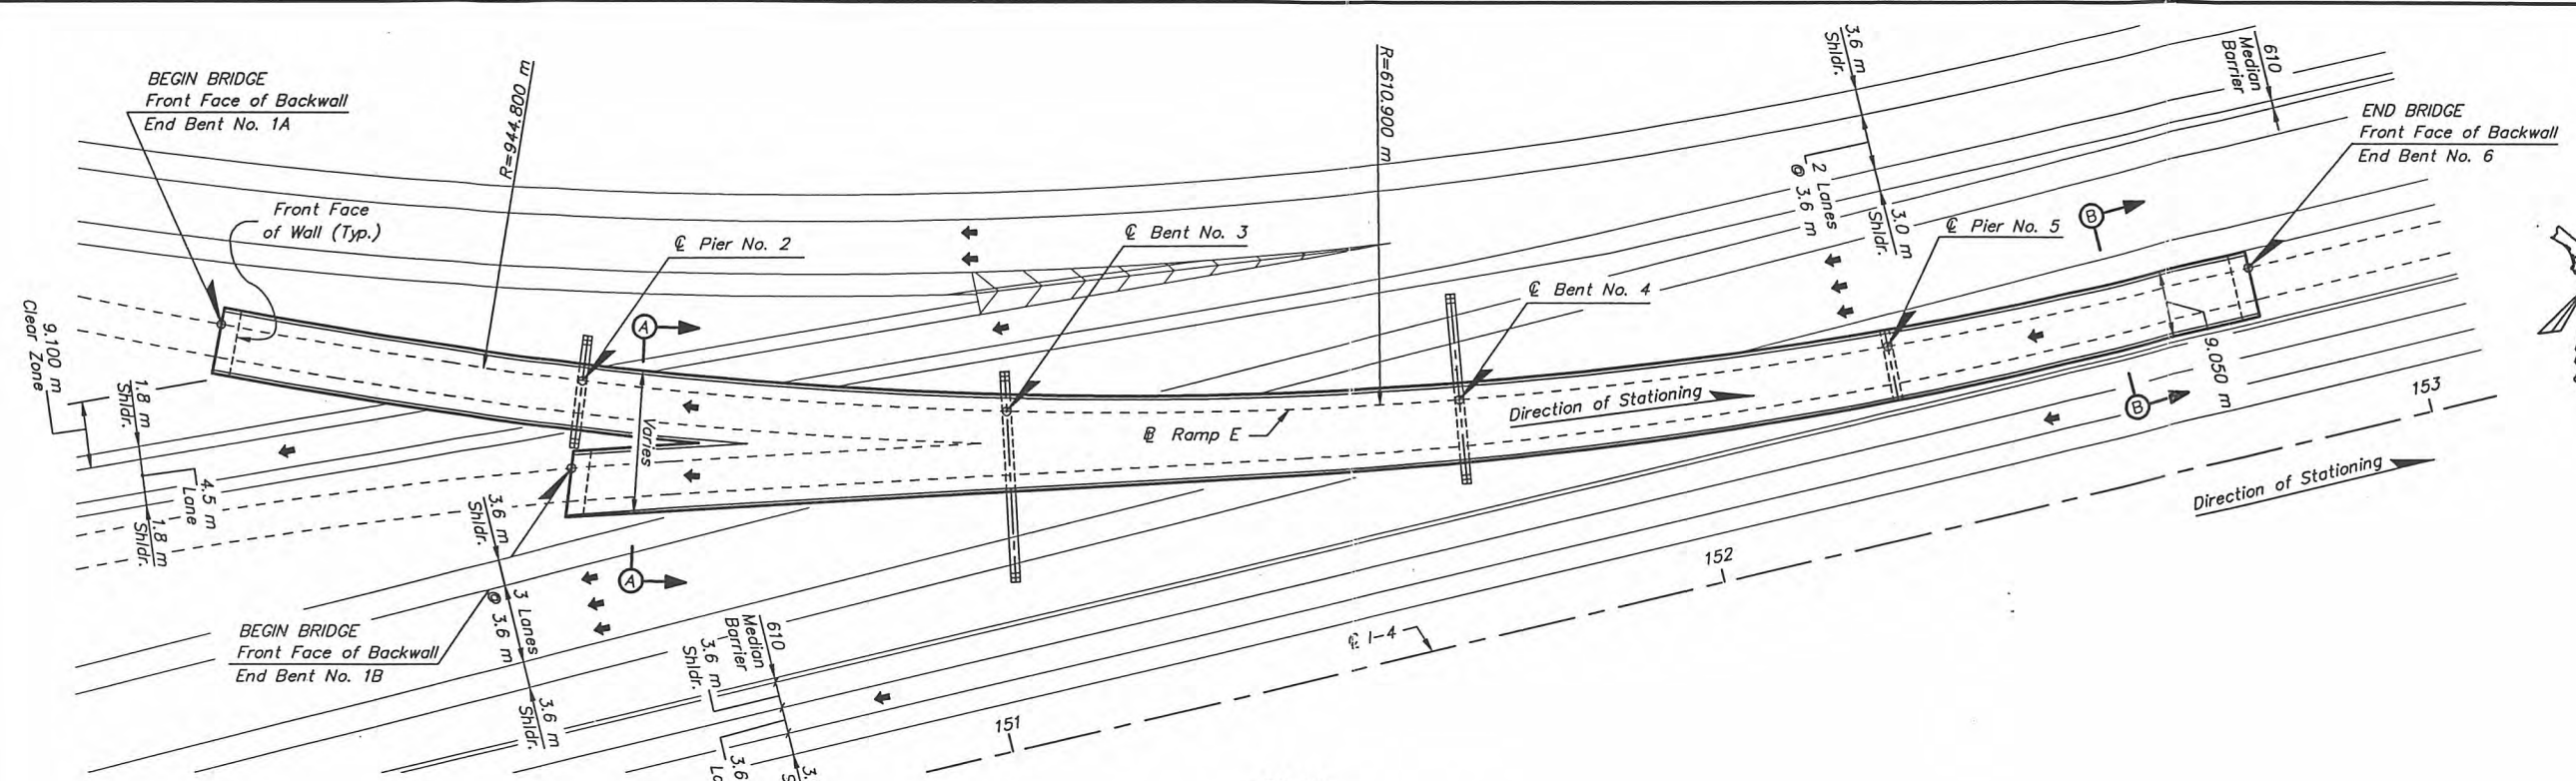 BEGIN BRIDGE
Front Face of Backwall
End Bent No. 1A
R=944.800 m
Front Face
of Wall (Typ.)
℄ Pier No. 2
A
℄ Bent No. 3
R=610.900 m
℄ Bent No. 4
3.6 m
Shldr.
2 Lanes
@ 3.6 m
3.0 m
Shldr.
℄ Pier No. 5
B
610
Median
Barrier
END BRIDGE
Front Face of Backwall
End Bent No. 6
9.100 m
Clear Zone
1.8 m
Shldr.
4.5 m
Lane
1.8 m
Shldr.
Varies
Ramp E
Direction of Stationing
9.050 m
B
153
Direction of Stationing
3.6 m
Shldr.
A
3 Lanes
@ 3.6 m
3.6 m
Shldr.
BEGIN BRIDGE
Front Face of Backwall
End Bent No. 1B
610
Median
Barrier
3.6 m
Shldr.
3.6
151
℄ I-4
152